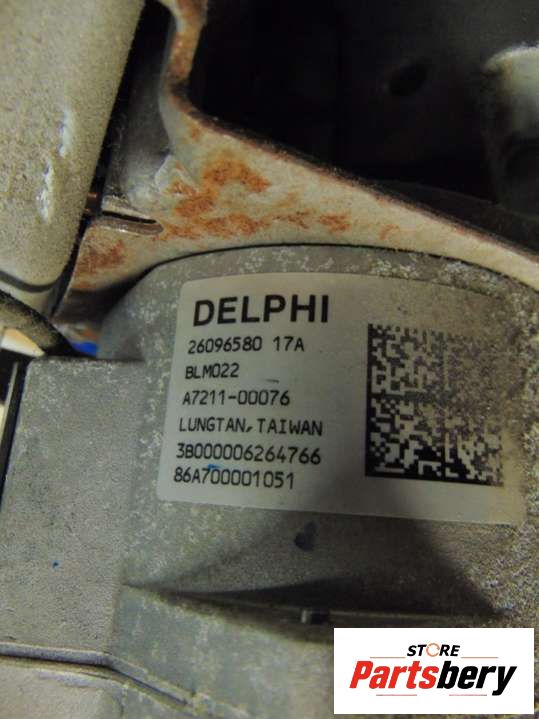 DELPHI
26096580 17A
BLM022
A7211-00076
LUNGTAN, TAIWAN
3B000006264766
86A700001051
STORE
Partsbery